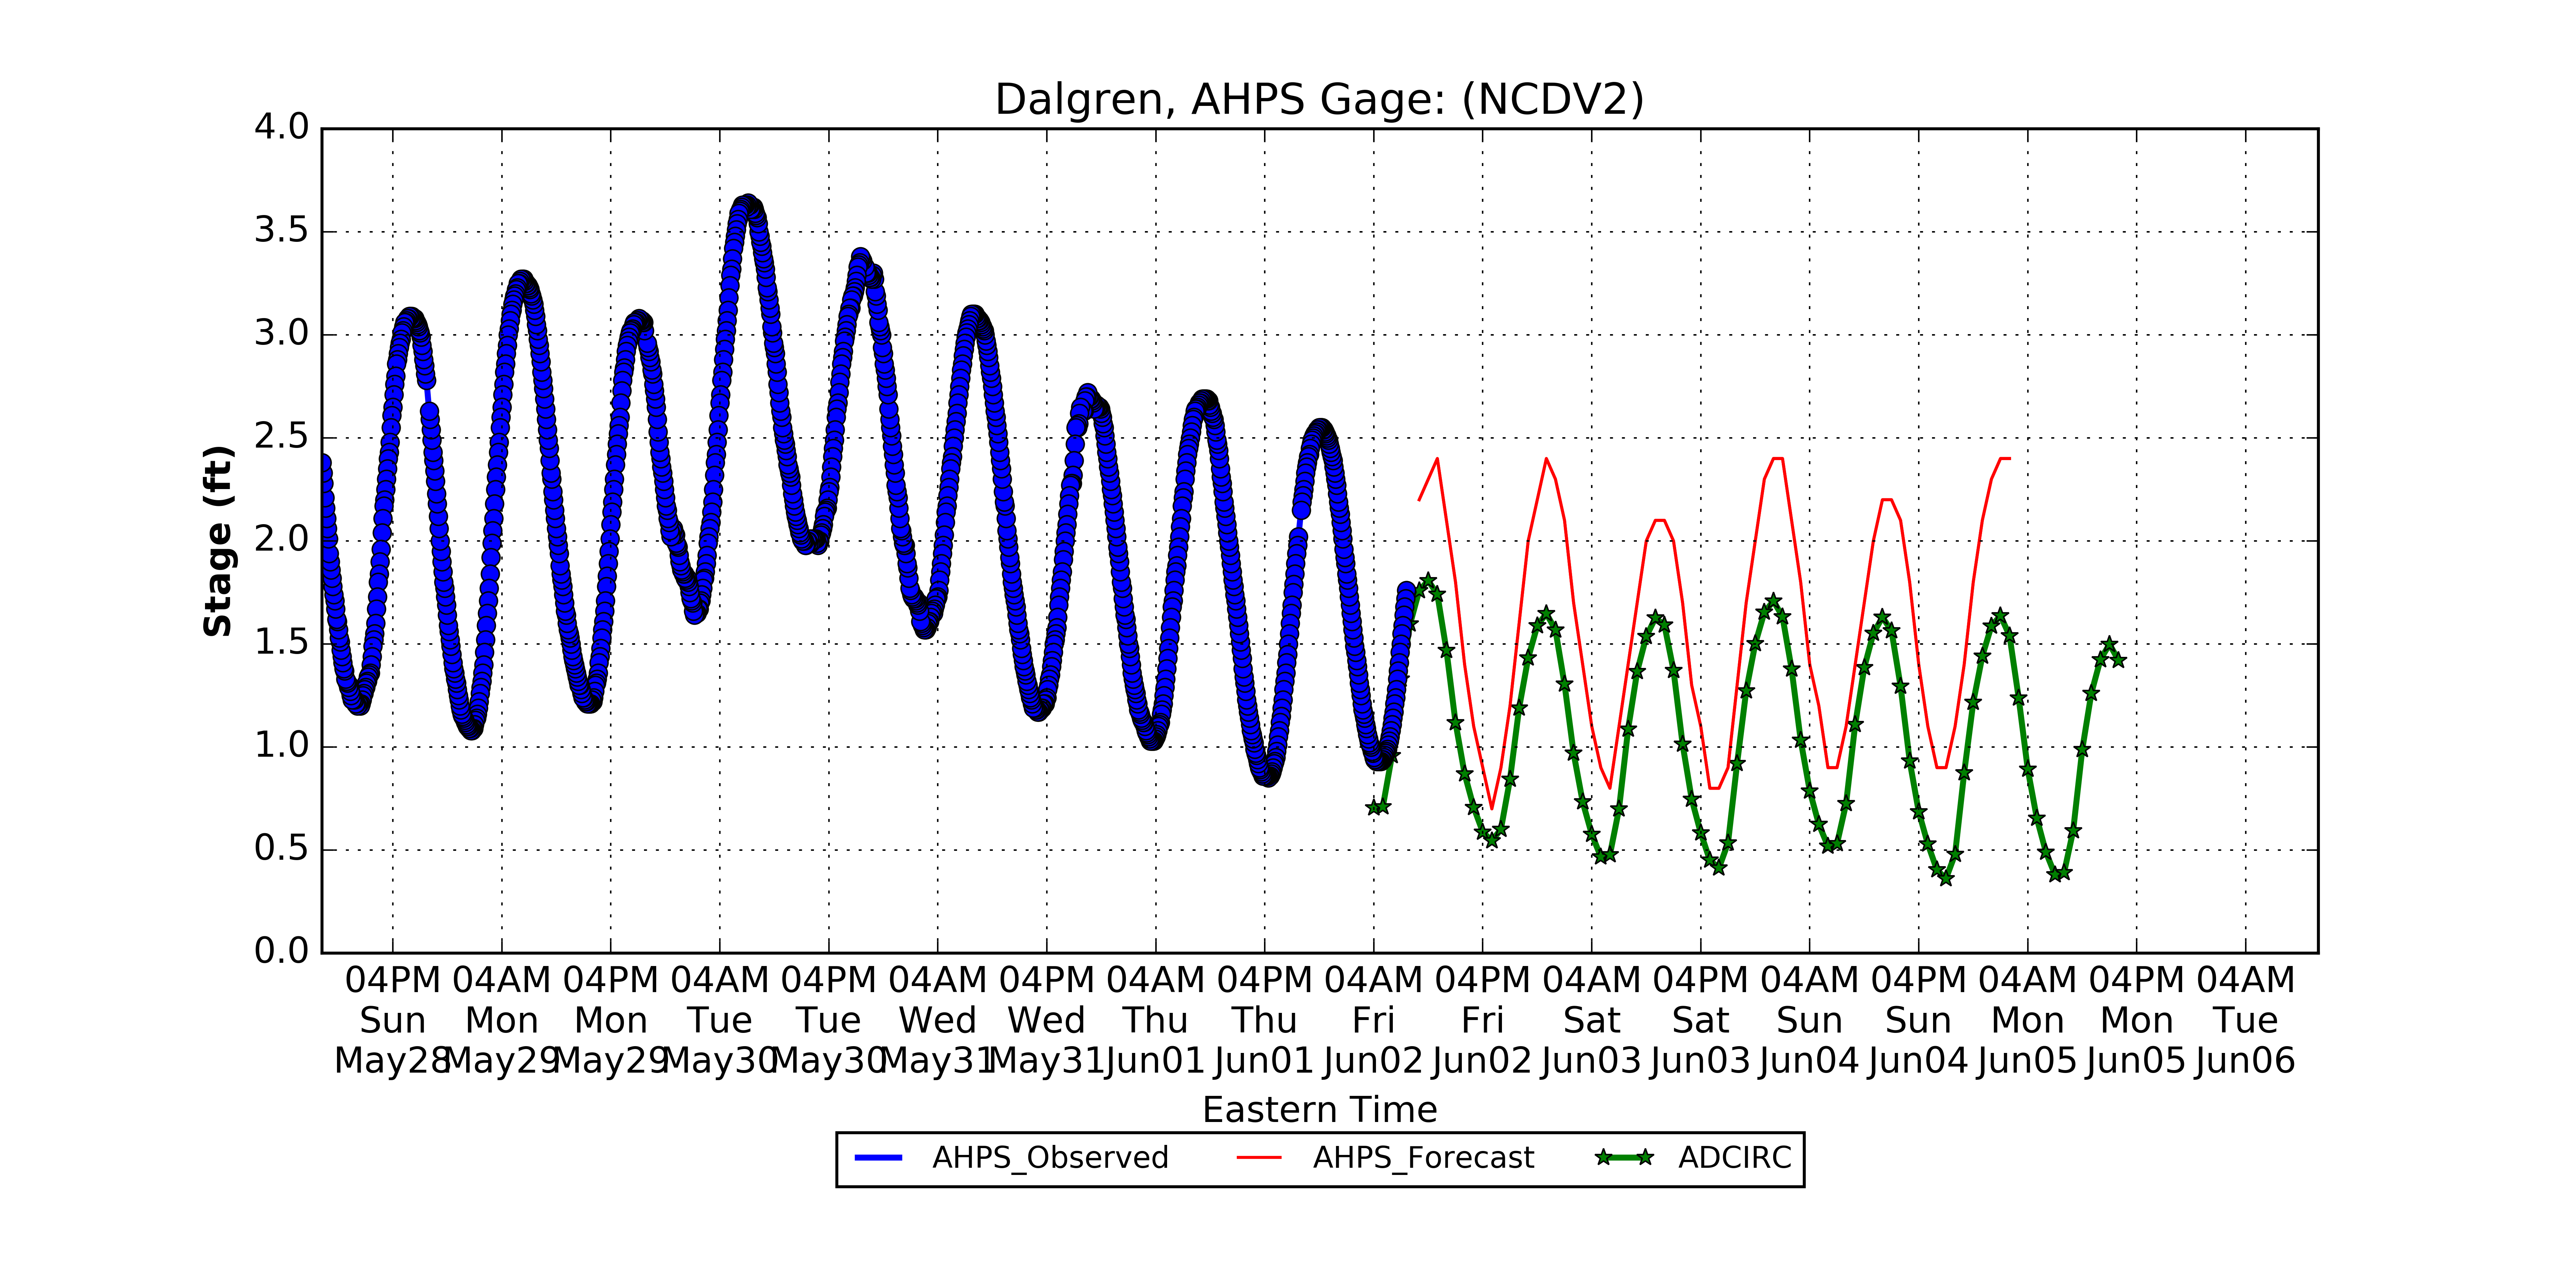 Dalgren, AHPS Gage: (NCDV2)
Stage (ft)
4.0
3.5
3.0
2.5
2.0
1.5
1.0
0.5
0.0
04PM 04AM 04PM 04AM 04PM 04AM 04PM 04AM 04PM 04AM 04PM 04AM 04PM 04AM 04PM 04AM 04PM 04AM
Sun Mon Mon Tue Tue Wed Wed Thu Thu Fri Fri Sat Sat Sun Sun Mon Mon Tue
May28 May29 May29 May30 May30 May31 May31 Jun01 Jun01 Jun02 Jun02 Jun03 Jun03 Jun04 Jun04 Jun05 Jun05 Jun06
Eastern Time
AHPS_Observed AHPS_Forecast ADCIRC